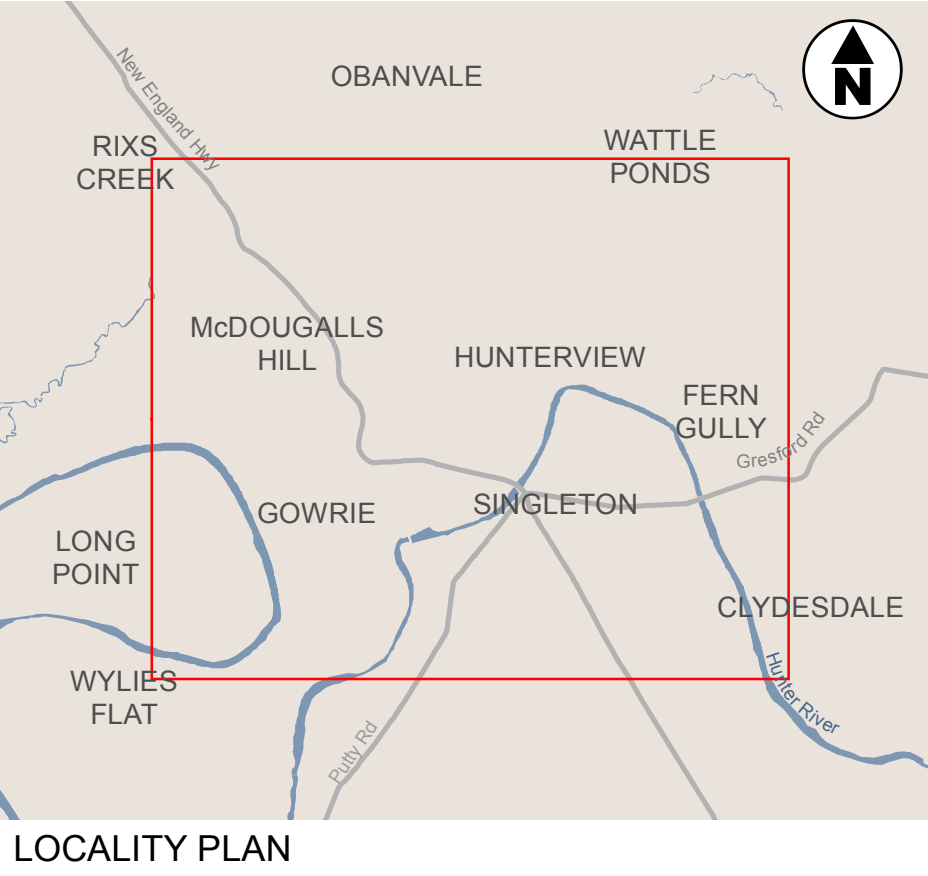 OBANVALE
N
New England Hwy
RIXS
CREEK
WATTLE
PONDS
McDOUGALLS
HILL
HUNTERVIEW
FERN
GULLY
Gresford Rd
SINGLETON
GOWRIE
LONG
POINT
CLYDESDALE
WYLIES
FLAT
Hunter River
Putty Rd
LOCALITY PLAN